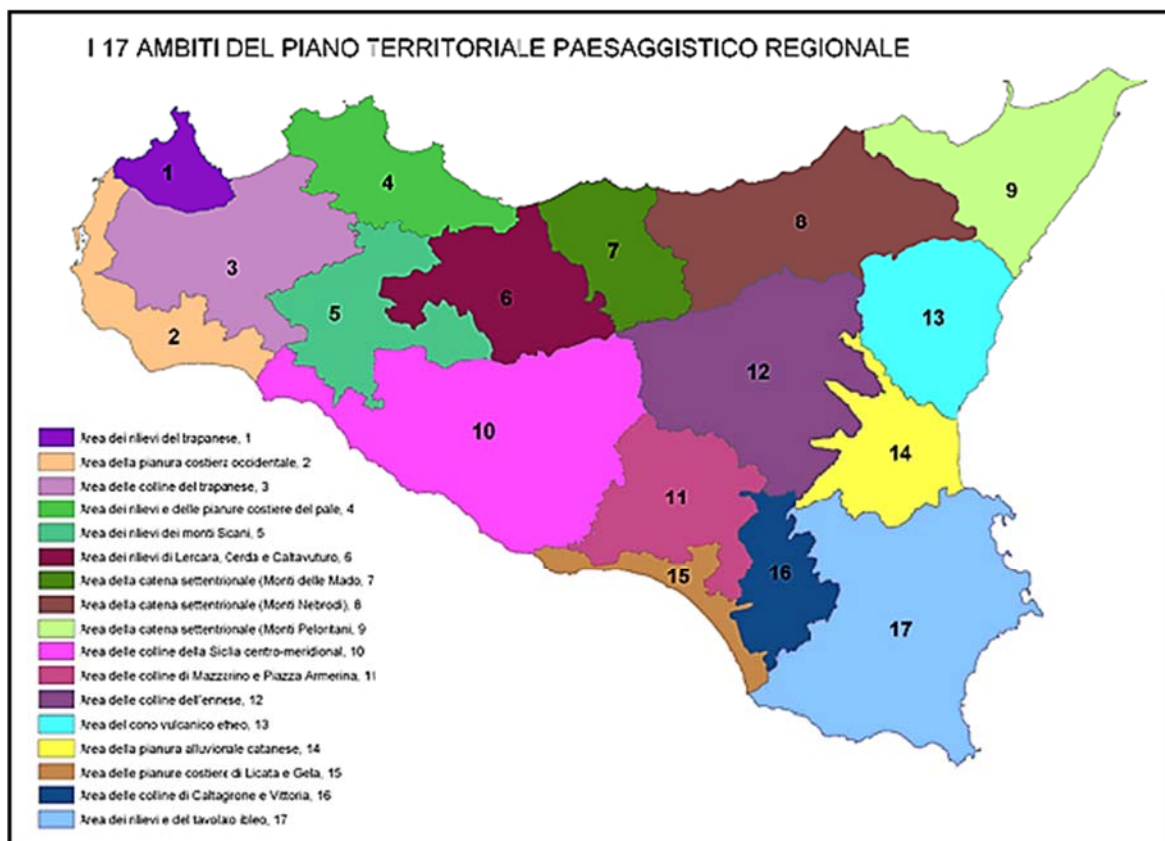 I 17 AMBITI DEL PIANO TERRITORIALE PAESAGGISTICO REGIONALE
1
2
3
4
5
6
7
8
9
10
11
12
13
14
15
16
17
Area dei rilievi del trapanese, 1
Area della pianura costiera occidentale, 2
Area delle colline del trapanese, 3
Area dei rilievi e delle pianure costiere del pale, 4
Area dei rilievi dei monti Sicani, 5
Area dei rilievi di Lercara, Cerda e Caltavuturo, 6
Area della catena settentrionale (Monti delle Mado, 7
Area della catena settentrionale (Monti Nebrodi), 8
Area della catena settentrionale (Monti Peloritani, 9
Area delle colline della Sicilia centro-meridional, 10
Area delle colline di Mazzarino e Piazza Armerina, 11
Area delle colline dell'ennese, 12
Area del cono vulcanico etneo, 13
Area della pianura alluvionale catanese, 14
Area delle pianure costiere di Licata e Gela, 15
Area delle colline di Caltagirone e Vittoria, 16
Area dei rilievi e del tavolato ibleo, 17